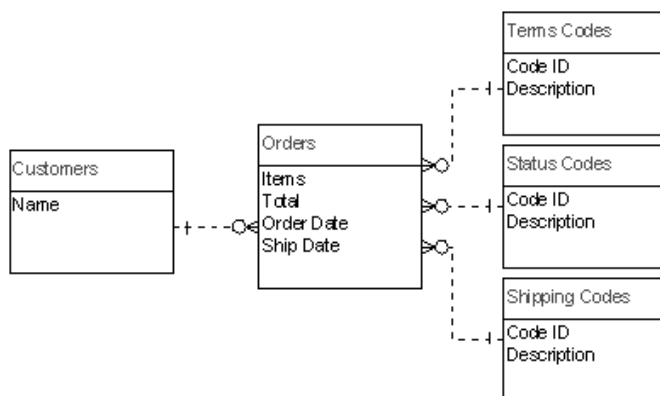 Customers
Name
Orders
Items
Total
Order Date
Ship Date
Terms Codes
Code ID
Description
Status Codes
Code ID
Description
Shipping Codes
Code ID
Description